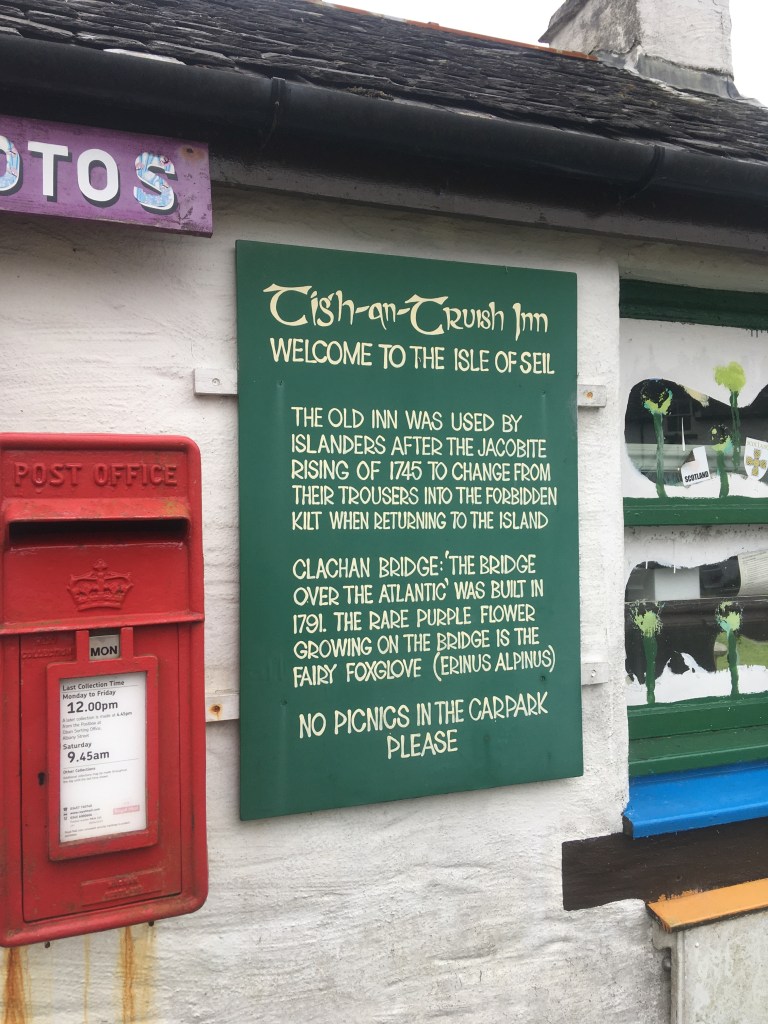 OTOS
Tigh-an-Truish Inn
WELCOME TO THE ISLE OF SEIL
THE OLD INN WAS USED BY
ISLANDERS AFTER THE JACOBITE
RISING OF 1745 TO CHANGE FROM
THEIR TROUSERS INTO THE FORBIDDEN
KILT WHEN RETURNING TO THE ISLAND
CLACHAN BRIDGE: 'THE BRIDGE
OVER THE ATLANTIC' WAS BUILT IN
1791. THE RARE PURPLE FLOWER
GROWING ON THE BRIDGE IS THE
FAIRY FOXGLOVE (ERINUS ALPINUS)
NO PICNICS IN THE CARPARK
PLEASE
POST OFFICE
MON
Last Collection Time
Monday to Friday
12.00pm
Saturday
9.45am
Other Collections
SCOTLAND